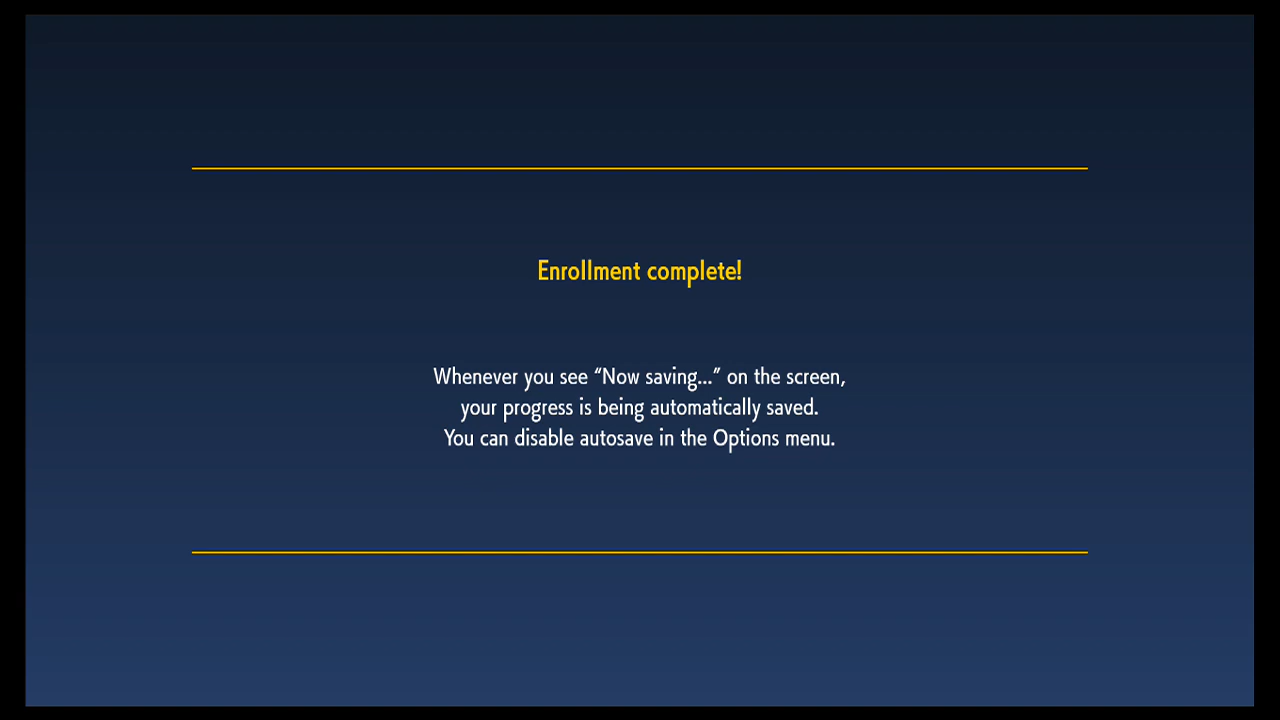 Enrollment complete!
Whenever you see “Now saving...” on the screen,
your progress is being automatically saved.
You can disable autosave in the Options menu.